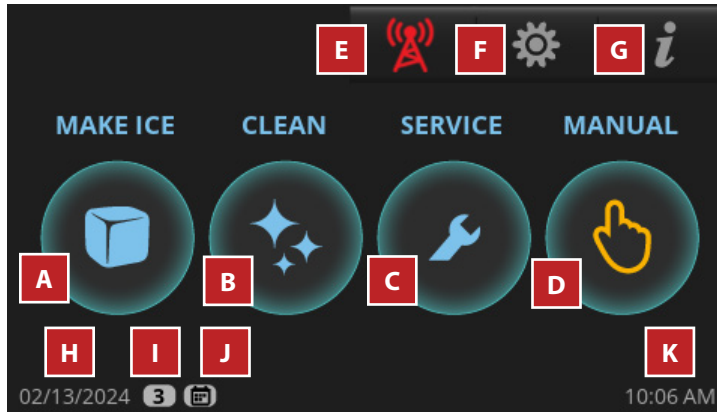 E F G i
MAKE ICE CLEAN SERVICE MANUAL
A B C D
H I J K
02/13/2024 3 10:06 AM